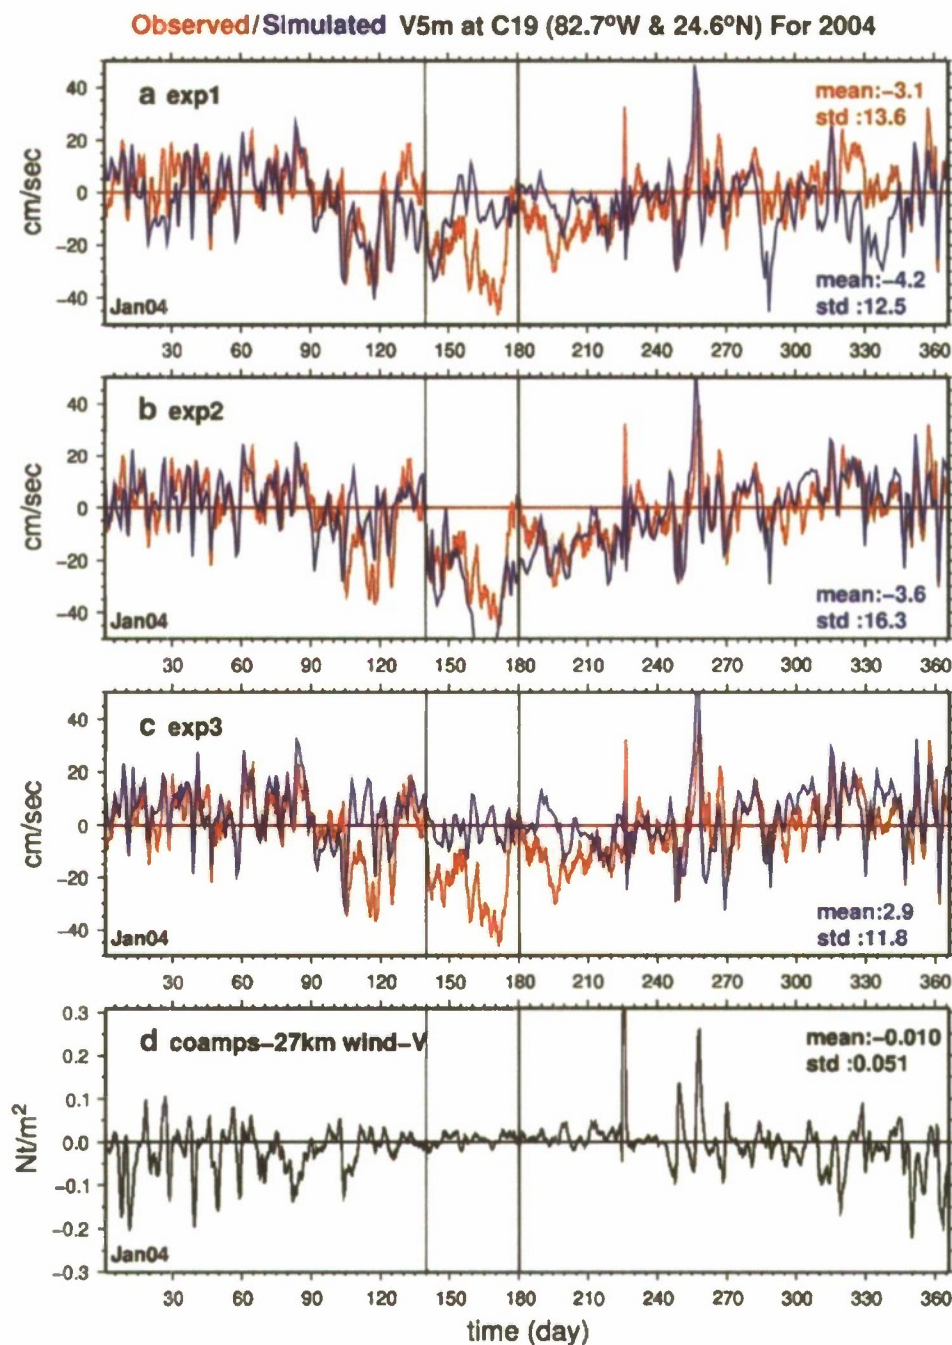 Observed/Simulated V5m at C19 (82.7ºW & 24.6ºN) For 2004
a exp1
mean:-3.1
std :13.6
40
20
0
-20
-40
cm/sec
mean:-4.2
std :12.5
Jan04
30 60 90 120 150 180 210 240 270 300 330 360
b exp2
40
20
0
-20
-40
cm/sec
mean:-3.6
std :16.3
Jan04
30 60 90 120 150 180 210 240 270 300 330 360
c exp3
40
20
0
-20
-40
cm/sec
mean:2.9
std :11.8
Jan04
30 60 90 120 150 180 210 240 270 300 330 360
d coamps-27km wind-V
mean:-0.010
std :0.051
0.3
0.2
0.1
0.0
-0.1
-0.2
-0.3
Nt/m²
Jan04
30 60 90 120 150 180 210 240 270 300 330 360
time (day)